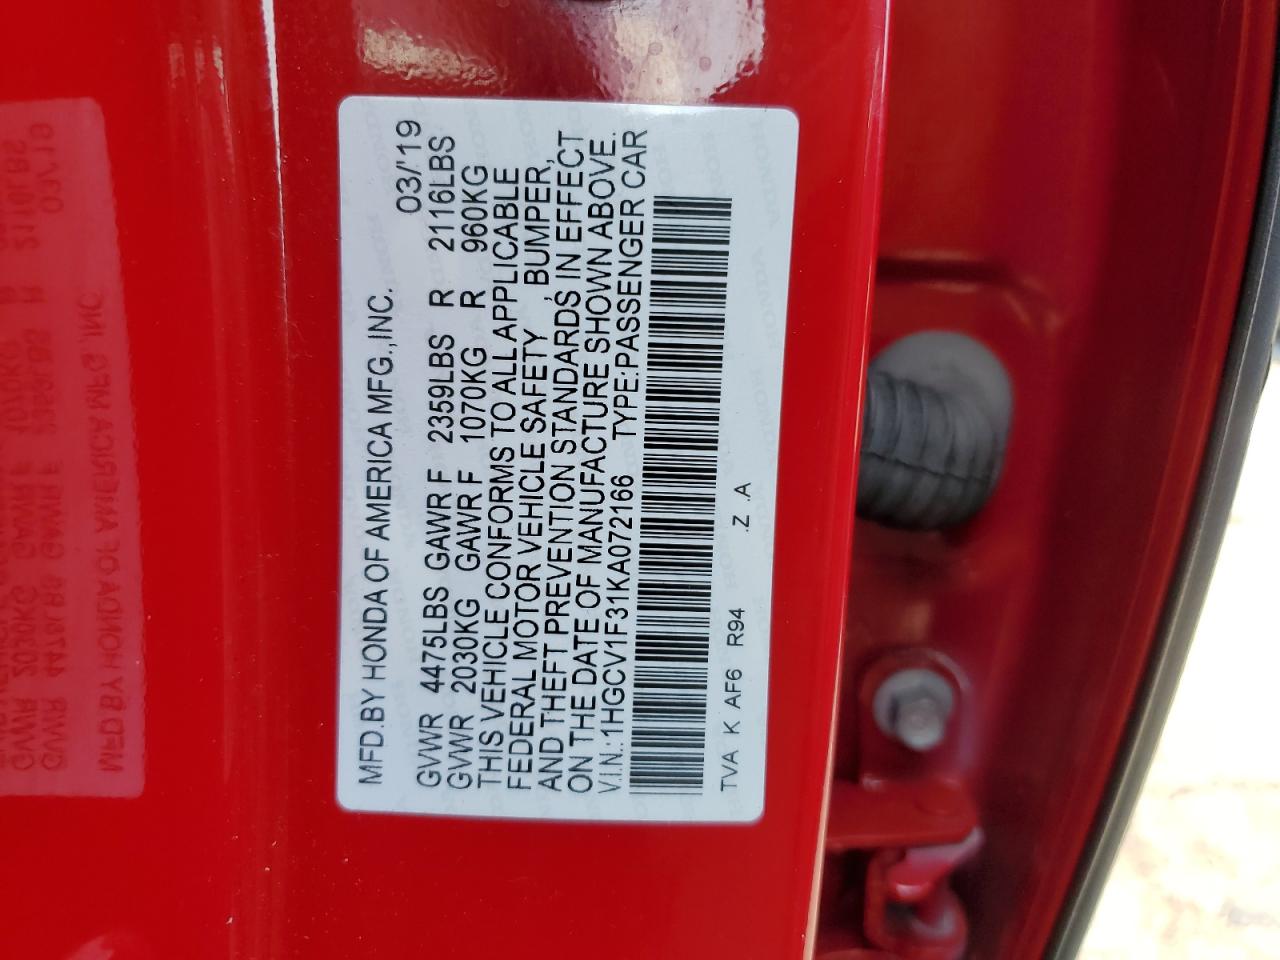 MFD.BY HONDA OF AMERICA MFG.,INC. 03/'19
GVWR 4475LBS GAWR F 2359LBS R 2116LBS
GVWR 2030KG GAWR F 1070KG R 960KG
THIS VEHICLE CONFORMS TO ALL APPLICABLE
FEDERAL MOTOR VEHICLE SAFETY, BUMPER,
AND THEFT PREVENTION STANDARDS IN EFFECT
ON THE DATE OF MANUFACTURE SHOWN ABOVE.
V.I.N.:1HGCV1F31KA072166 TYPE:PASSENGER CAR
TVA K AF6 R94 .Z .A